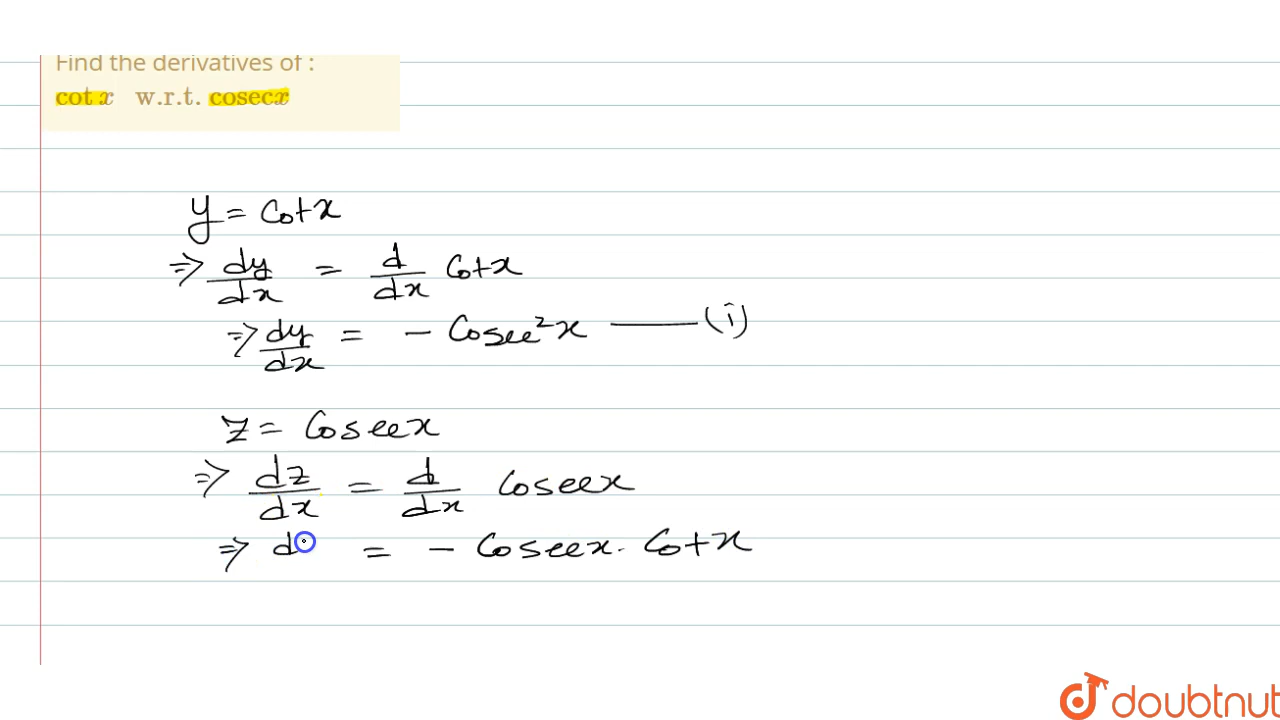 Find the derivatives of :
cot x w.r.t. cosecx
y = Cotx
⇒ dy/dx = d/dx Cotx
⇒ dy/dx = - Cosec²x ——— (i)
z = Cosecx
⇒ dz/dx = d/dx Cosecx
⇒ d = - Cosecx . Cotx
doubtnut